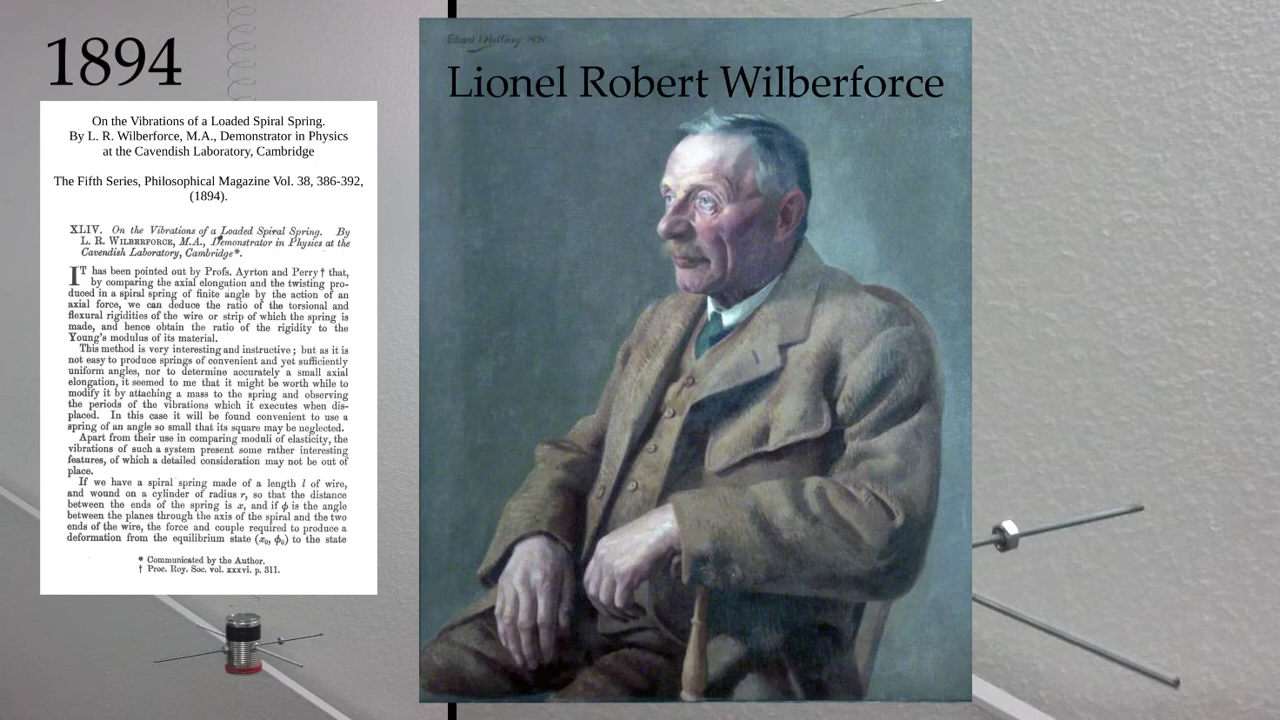 1894
On the Vibrations of a Loaded Spiral Spring.
By L. R. Wilberforce, M.A., Demonstrator in Physics
at the Cavendish Laboratory, Cambridge
The Fifth Series, Philosophical Magazine Vol. 38, 386-392,
(1894).
XLIV. On the Vibrations of a Loaded Spiral Spring. By
L. R. WILBERFORCE, M.A., Demonstrator in Physics at the
Cavendish Laboratory, Cambridge*.
IT has been pointed out by Profs. Ayrton and Perry† that,
by comparing the axial elongation and the twisting pro-
duced in a spiral spring of finite angle by the action of an
axial force, we can deduce the ratio of the torsional and
flexural rigidities of the wire or strip of which the spring is
made, and hence obtain the ratio of the rigidity to the
Young's modulus of its material.
This method is very interesting and instructive; but as it is
not easy to produce springs of convenient and yet sufficiently
uniform angles, nor to determine accurately a small axial
elongation, it seemed to me that it might be worth while to
modify it by attaching a mass to the spring and observing
the periods of the vibrations which it executes when dis-
placed. In this case it will be found convenient to use a
spring of an angle so small that its square may be neglected.
Apart from their use in comparing moduli of elasticity, the
vibrations of such a system present some rather interesting
features, of which a detailed consideration may not be out of
place.
If we have a spiral spring made of a length l of wire,
and wound on a cylinder of radius r, so that the distance
between the ends of the spring is x, and if ϕ is the angle
between the planes through the axis of the spiral and the two
ends of the wire, the force and couple required to produce a
deformation from the equilibrium state (x₀, ϕ₀) to the state
* Communicated by the Author.
† Proc. Roy. Soc. vol. xxxvi. p. 311.
Lionel Robert Wilberforce